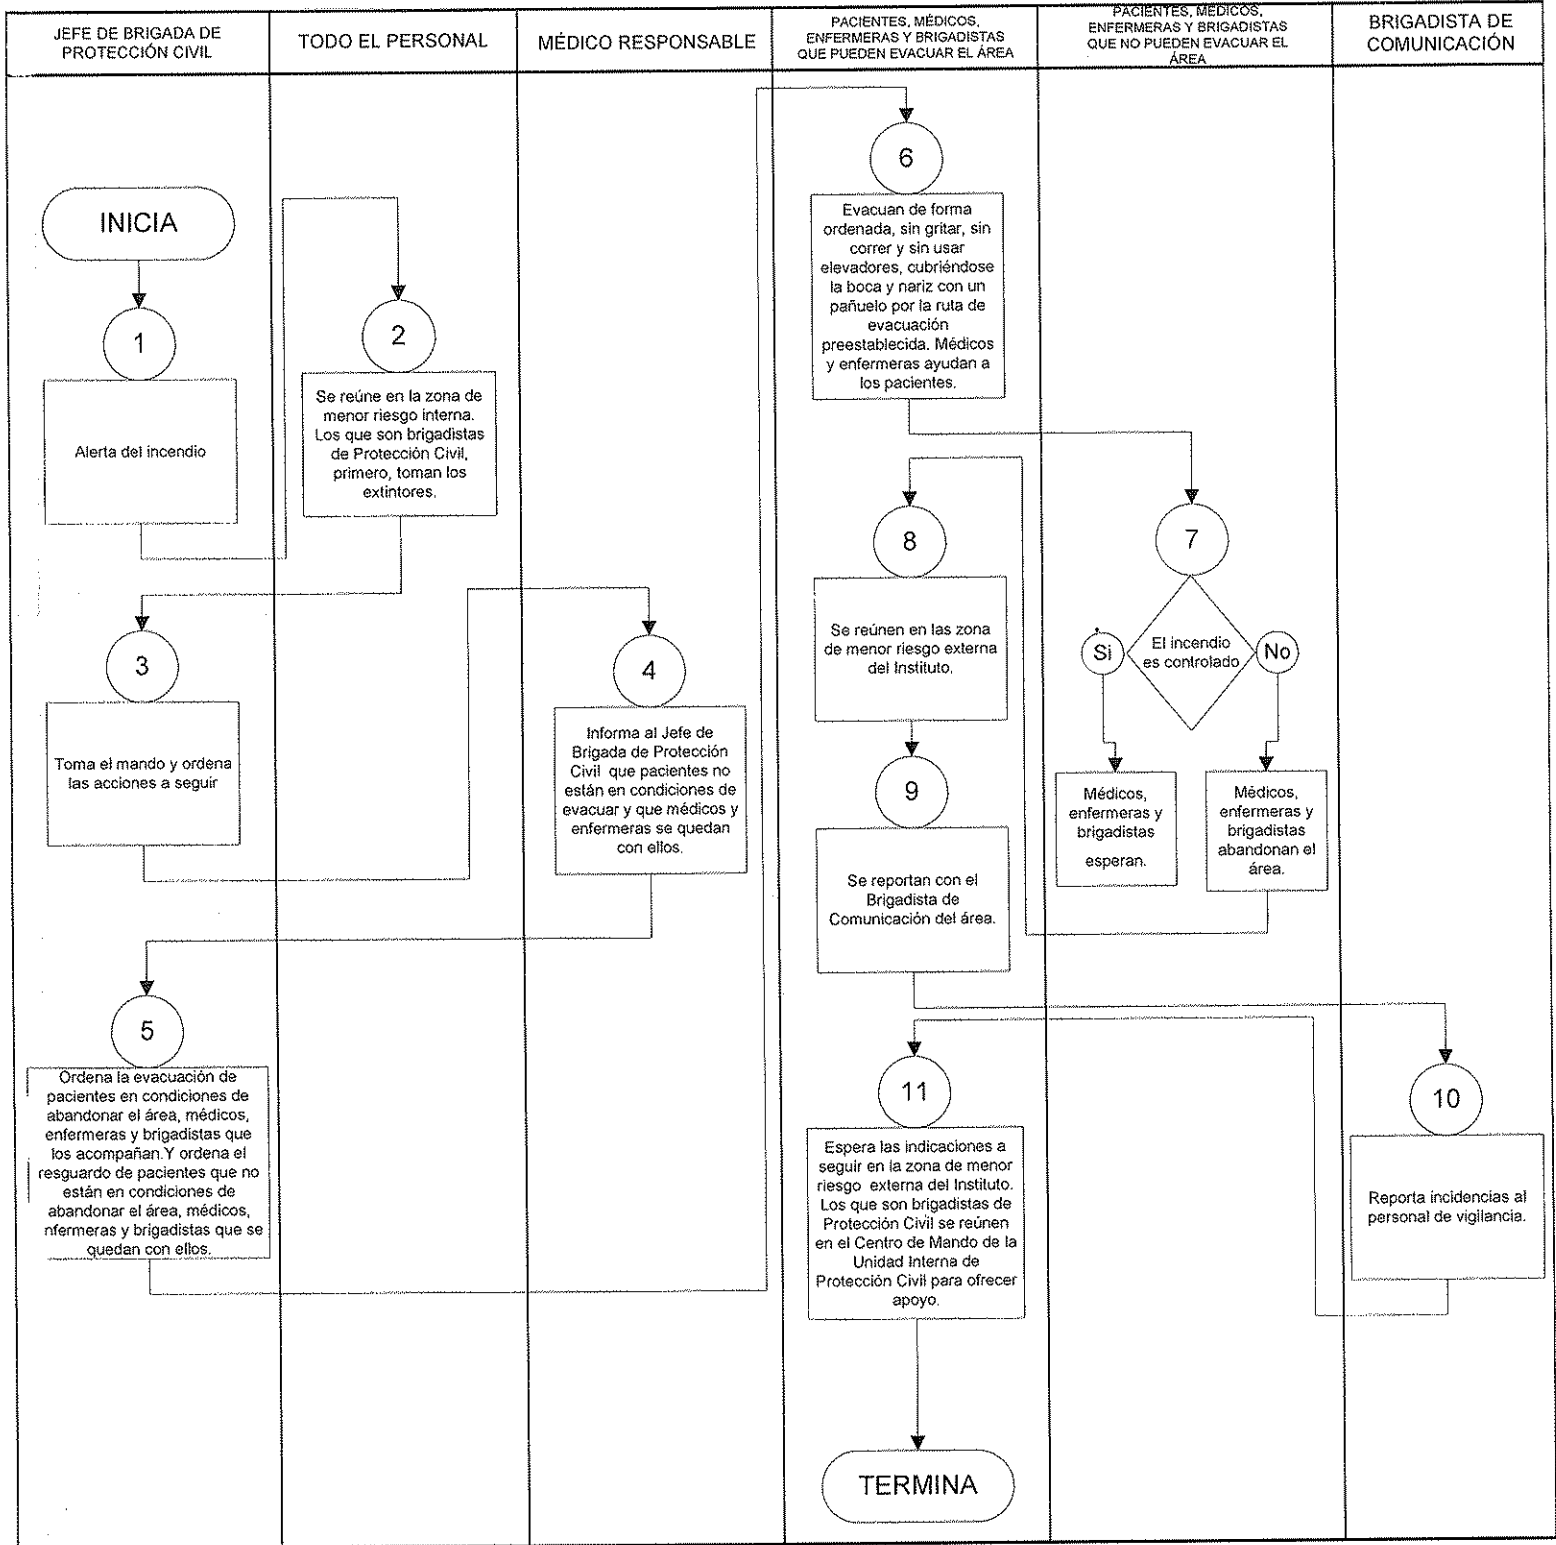 JEFE DE BRIGADA DE
PROTECCIÓN CIVIL
TODO EL PERSONAL
MÉDICO RESPONSABLE
PACIENTES, MÉDICOS,
ENFERMERAS Y BRIGADISTAS
QUE PUEDEN EVACUAR EL ÁREA
PACIENTES, MÉDICOS,
ENFERMERAS Y BRIGADISTAS
QUE NO PUEDEN EVACUAR EL
ÁREA
BRIGADISTA DE
COMUNICACIÓN
INICIA
1
Alerta del incendio
2
Se reúne en la zona de
menor riesgo interna.
Los que son brigadistas
de Protección Civil,
primero, toman los
extintores.
3
Toma el mando y ordena
las acciones a seguir
4
Informa al Jefe de
Brigada de Protección
Civil que pacientes no
están en condiciones de
evacuar y que médicos y
enfermeras se quedan
con ellos.
5
Ordena la evacuación de
pacientes en condiciones de
abandonar el área, médicos,
enfermeras y brigadistas que
los acompañan.Y ordena el
resguardo de pacientes que no
están en condiciones de
abandonar el área, médicos,
nfermeras y brigadistas que se
quedan con ellos.
6
Evacuan de forma
ordenada, sin gritar, sin
correr y sin usar
elevadores, cubriéndose
la boca y nariz con un
pañuelo por la ruta de
evacuación
preestablecida. Médicos
y enfermeras ayudan a
los pacientes.
7
El incendio
es controlado
Si
No
Médicos,
enfermeras y
brigadistas
esperan.
Médicos,
enfermeras y
brigadistas
abandonan el
área.
8
Se reúnen en las zona
de menor riesgo externa
del Instituto.
9
Se reportan con el
Brigadista de
Comunicación del área.
10
Reporta incidencias al
personal de vigilancia.
11
Espera las indicaciones a
seguir en la zona de menor
riesgo externa del Instituto.
Los que son brigadistas de
Protección Civil se reúnen
en el Centro de Mando de la
Unidad Interna de
Protección Civil para ofrecer
apoyo.
TERMINA